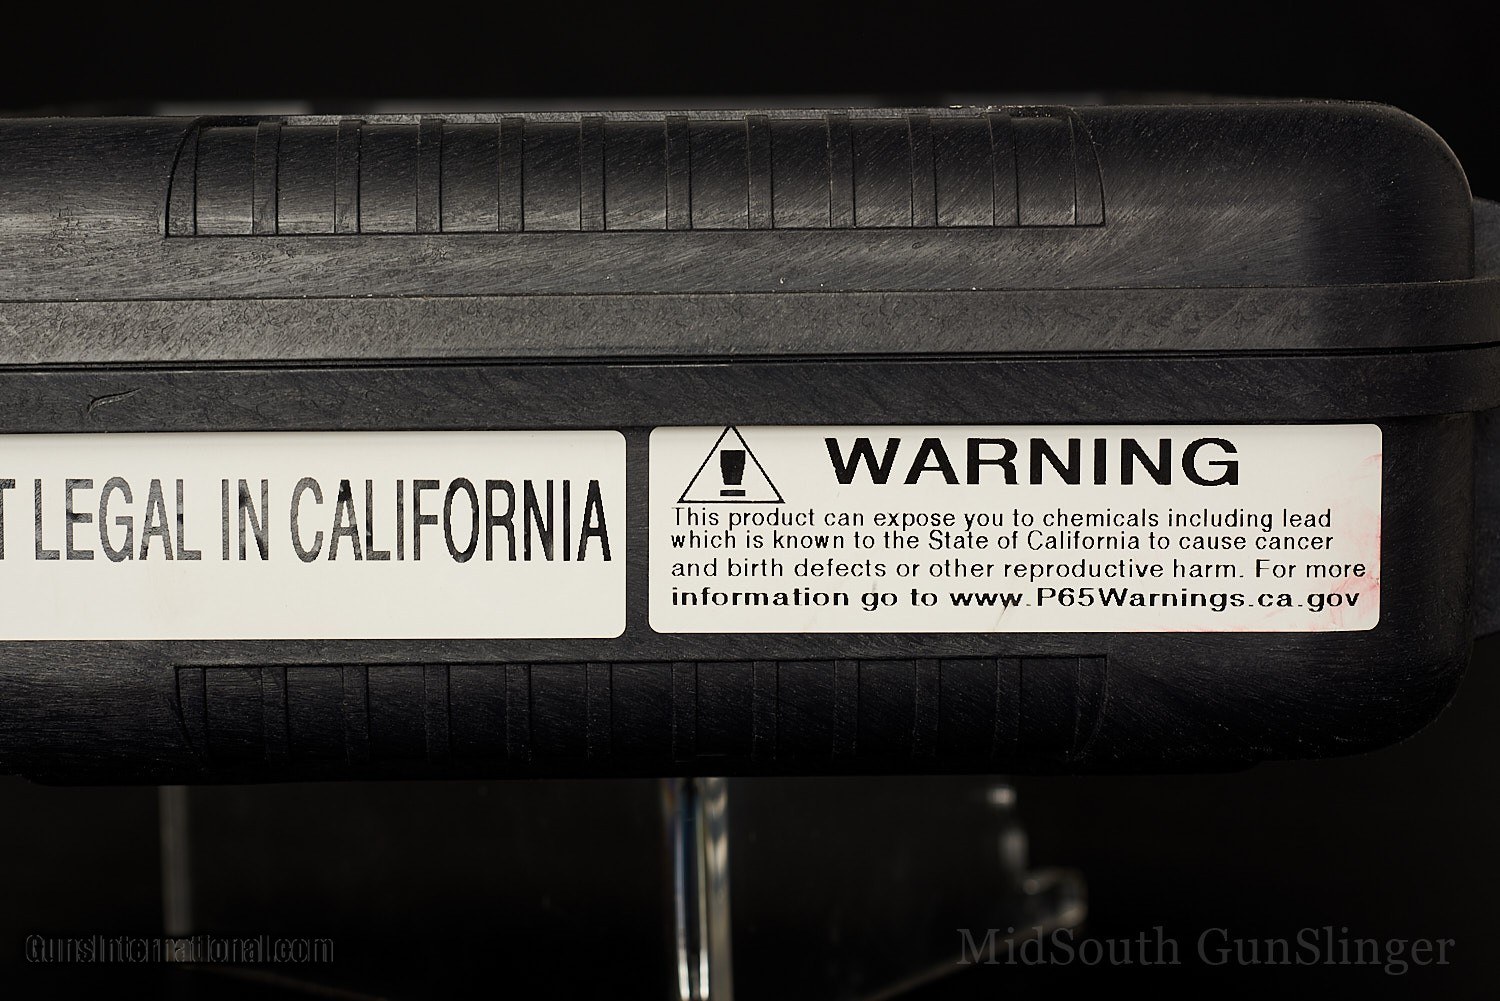 LEGAL IN CALIFORNIA
WARNING
This product can expose you to chemicals including lead
which is known to the State of California to cause cancer
and birth defects or other reproductive harm. For more
information go to www.P65Warnings.ca.gov
GunsInternational.com
MidSouth GunSlinger